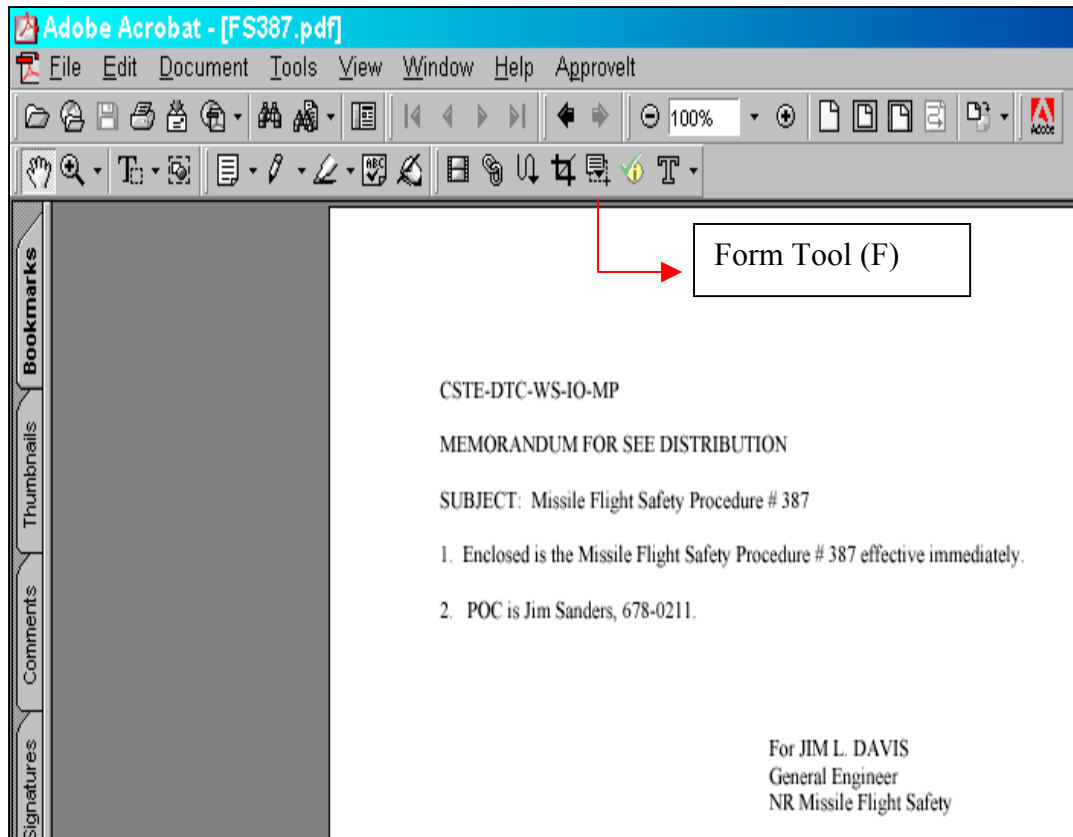 Adobe Acrobat - [FS387.pdf]
File Edit Document Tools View Window Help ApproveIt
100%
Adobe
ABC
Form Tool (F)
Bookmarks
Thumbnails
Comments
Signatures
CSTE-DTC-WS-IO-MP
MEMORANDUM FOR SEE DISTRIBUTION
SUBJECT: Missile Flight Safety Procedure # 387
1. Enclosed is the Missile Flight Safety Procedure # 387 effective immediately.
2. POC is Jim Sanders, 678-0211.
For JIM L. DAVIS
General Engineer
NR Missile Flight Safety